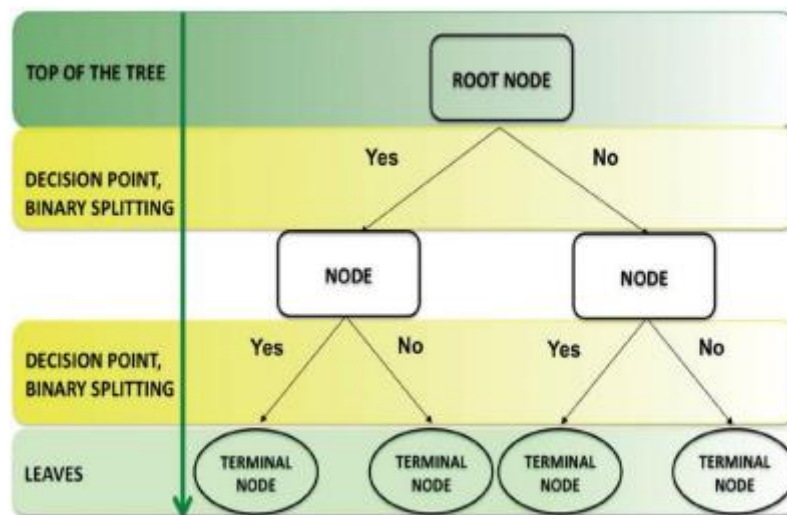 TOP OF THE TREE
ROOT NODE
Yes
No
DECISION POINT,
BINARY SPLITTING
NODE
NODE
Yes
No
Yes
No
DECISION POINT,
BINARY SPLITTING
LEAVES
TERMINAL
NODE
TERMINAL
NODE
TERMINAL
NODE
TERMINAL
NODE